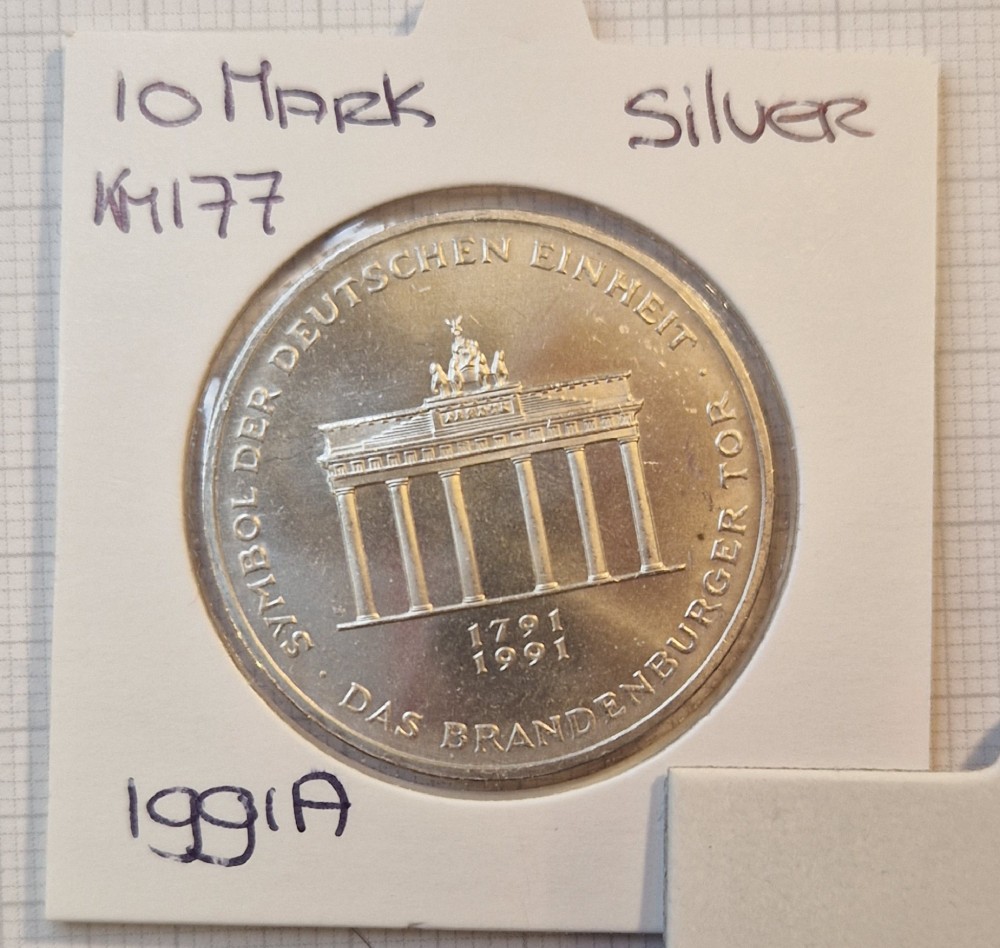 10 MARK
Silver
KM177
SYMBOL DER DEUTSCHEN EINHEIT
1791
1991
DAS BRANDENBURGER TOR
1991A